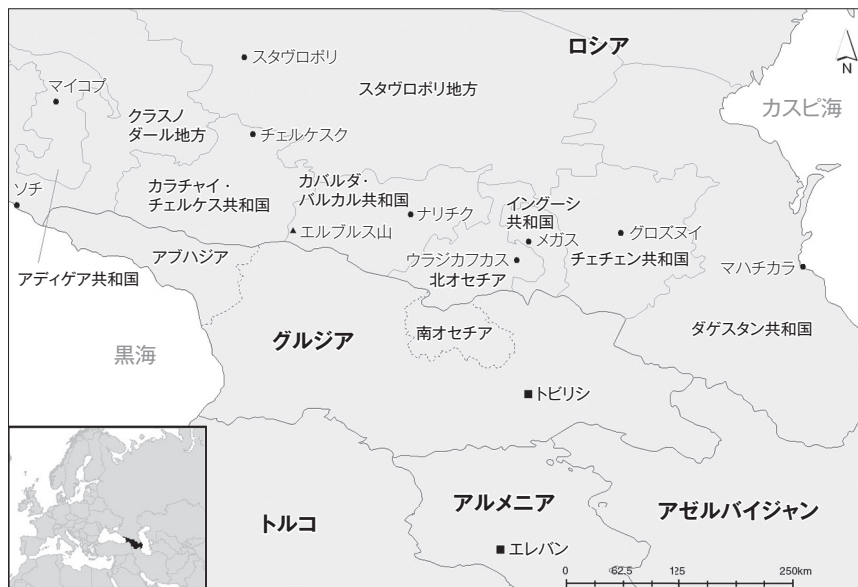 ロシア
N
スタヴロポリ
スタヴロポリ地方
カスピ海
マイコプ
クラスノ
ダール地方
チェルケスク
カラチャイ・
チェルケス共和国
カバルダ・
バルカル共和国
ナリチク
イングーシ
共和国
メガス
グロズヌイ
チェチェン共和国
ソチ
エルブルス山
ウラジカフカス
北オセチア
マハチカラ
アブハジア
アディゲア共和国
ダゲスタン共和国
グルジア
南オセチア
黒海
トビリシ
トルコ
アルメニア
アゼルバイジャン
エレバン
0 62.5 125 250km